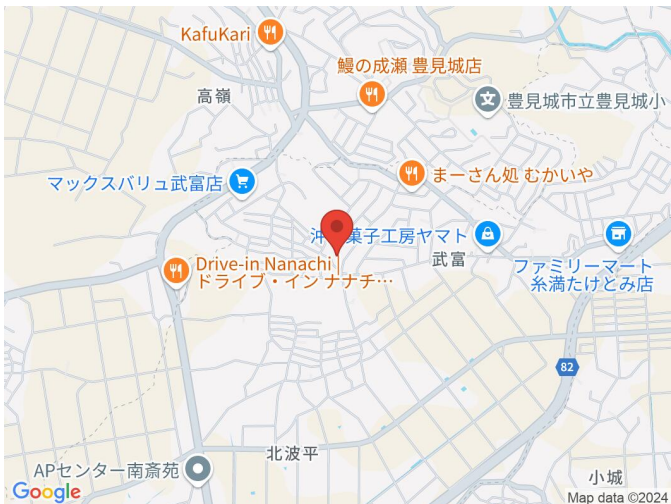 KafuKari
鰻の成瀬 豊見城店
高嶺
豊見城市立豊見城小
まーさん処 むかいや
マックスバリュ武富店
菓子工房ヤマト
武富
Drive-in Nanachi
ドライブ・イン ナナチ…
ファミリーマート
糸満たけとみ店
82
北波平
APセンター南斎苑
小城
Google
Map data ©2024